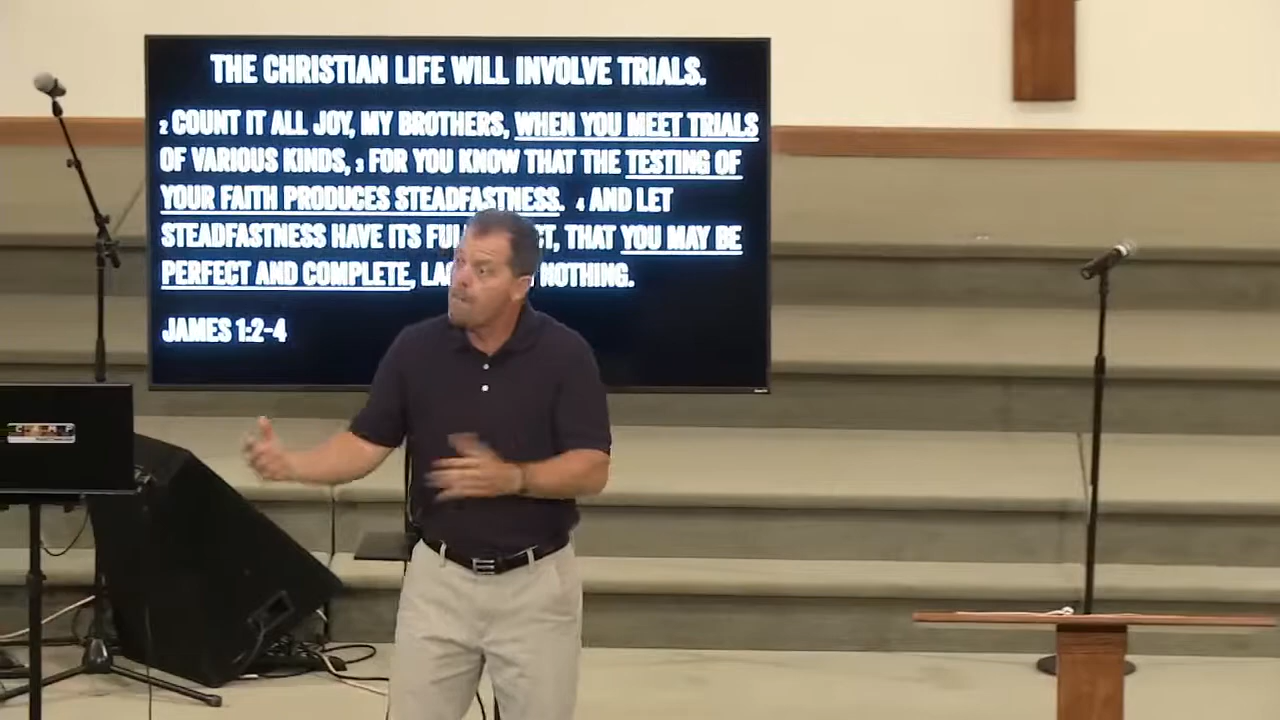 THE CHRISTIAN LIFE WILL INVOLVE TRIALS.
2 COUNT IT ALL JOY, MY BROTHERS, WHEN YOU MEET TRIALS
OF VARIOUS KINDS, 3 FOR YOU KNOW THAT THE TESTING OF
YOUR FAITH PRODUCES STEADFASTNESS. 4 AND LET
STEADFASTNESS HAVE ITS THAT YOU MAY BE
PERFECT AND COMPLETE, NOTHING.
JAMES 1:2-4